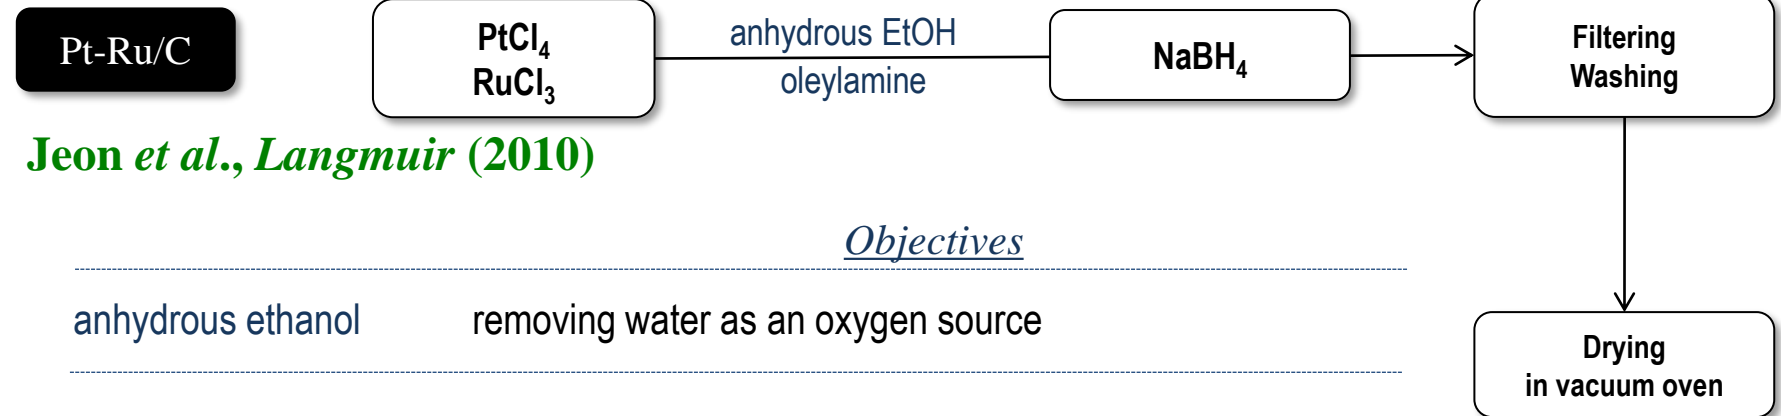 Pt-Ru/C
PtCl₄
RuCl₃
anhydrous EtOH
oleylamine
NaBH₄
Filtering
Washing
Jeon et al., Langmuir (2010)
Objectives
anhydrous ethanol removing water as an oxygen source
Drying
in vacuum oven